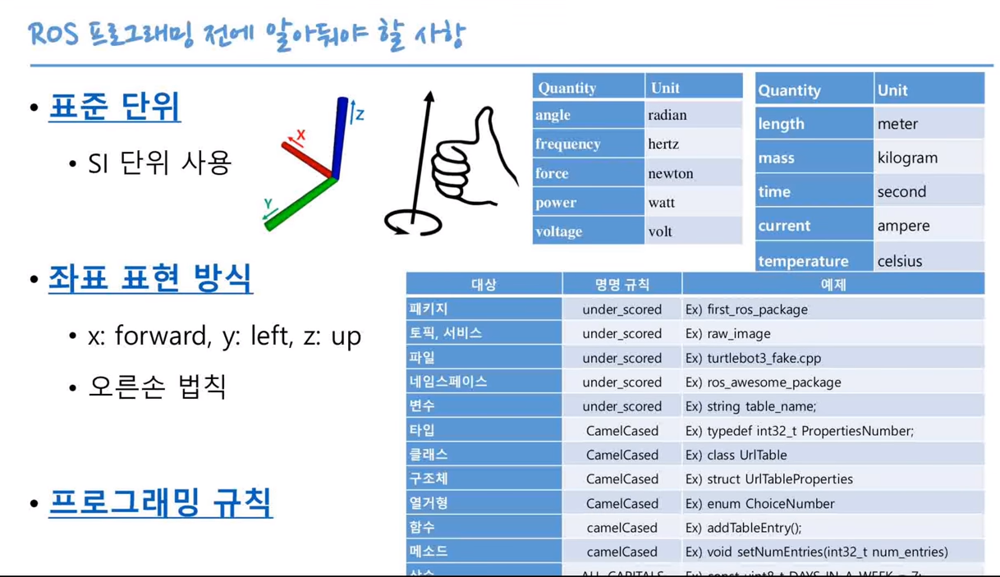 ROS 프로그래밍 전에 알아둬야 할 사항
• 표준 단위
• SI 단위 사용
X
Y
Z
Quantity Unit
angle radian
frequency hertz
force newton
power watt
voltage volt
Quantity Unit
length meter
mass kilogram
time second
current ampere
temperature celsius
• 좌표 표현 방식
• x: forward, y: left, z: up
• 오른손 법칙
• 프로그래밍 규칙
대상 명명 규칙 예제
패키지 under_scored Ex) first_ros_package
토픽, 서비스 under_scored Ex) raw_image
파일 under_scored Ex) turtlebot3_fake.cpp
네임스페이스 under_scored Ex) ros_awesome_package
변수 under_scored Ex) string table_name;
타입 CamelCased Ex) typedef int32_t PropertiesNumber;
클래스 CamelCased Ex) class UrlTable
구조체 CamelCased Ex) struct UrlTableProperties
열거형 CamelCased Ex) enum ChoiceNumber
함수 camelCased Ex) addTableEntry();
메소드 camelCased Ex) void setNumEntries(int32_t num_entries)
상수 ALL_CAPITALS Ex) const uint8_t DAYS_IN_A_WEEK = 7;